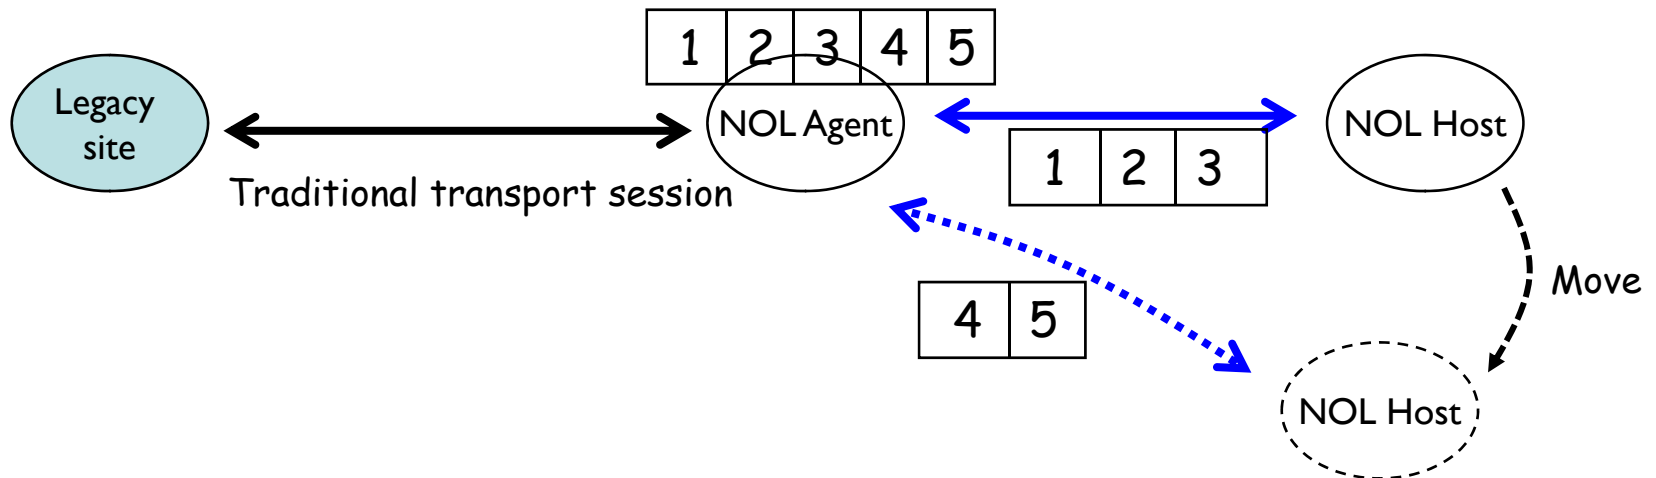 1 2 3 4 5
Legacy
site
NOL Agent
NOL Host
1 2 3
Traditional transport session
Move
4 5
NOL Host